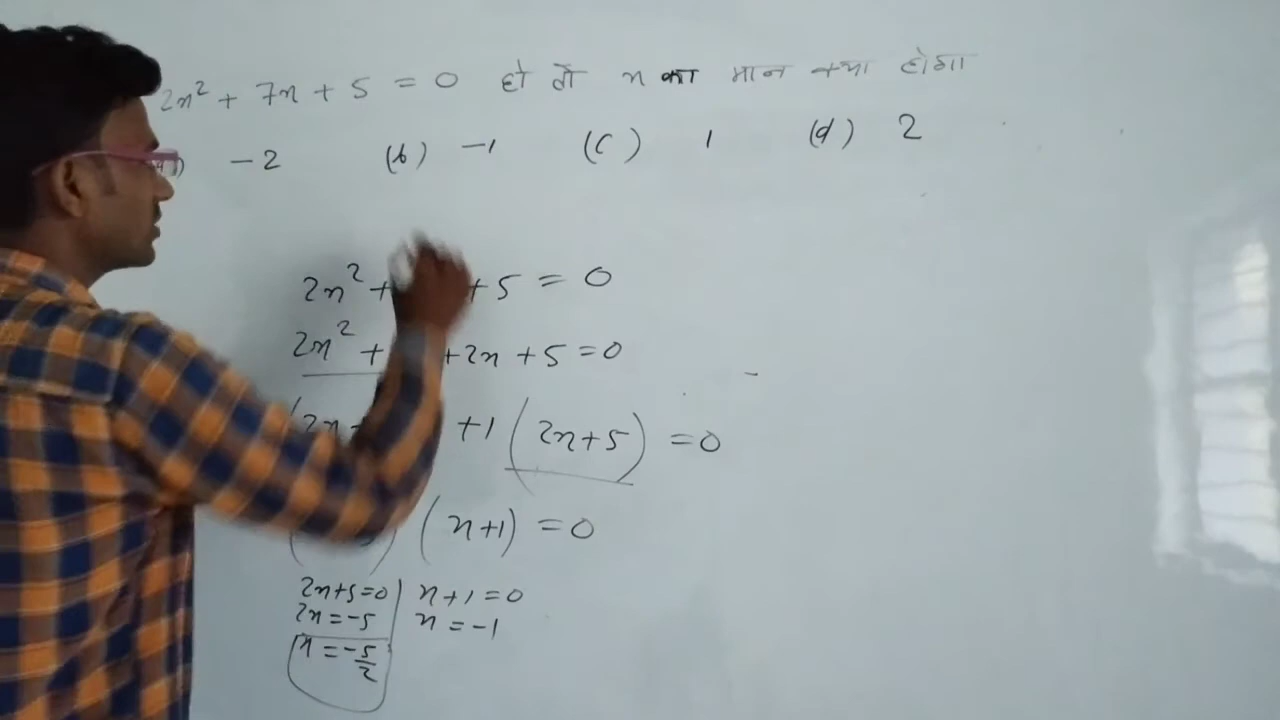 2x² + 7x + 5 = 0 हो तो x का मान क्या होगा
-2 (b) -1 (c) 1 (d) 2
2x² + + 5 = 0
2x² + + 2x + 5 = 0
+1 (2x+5) = 0
(x+1) = 0
2x+5=0 | x+1=0
2x=-5 x=-1
x=-5/2